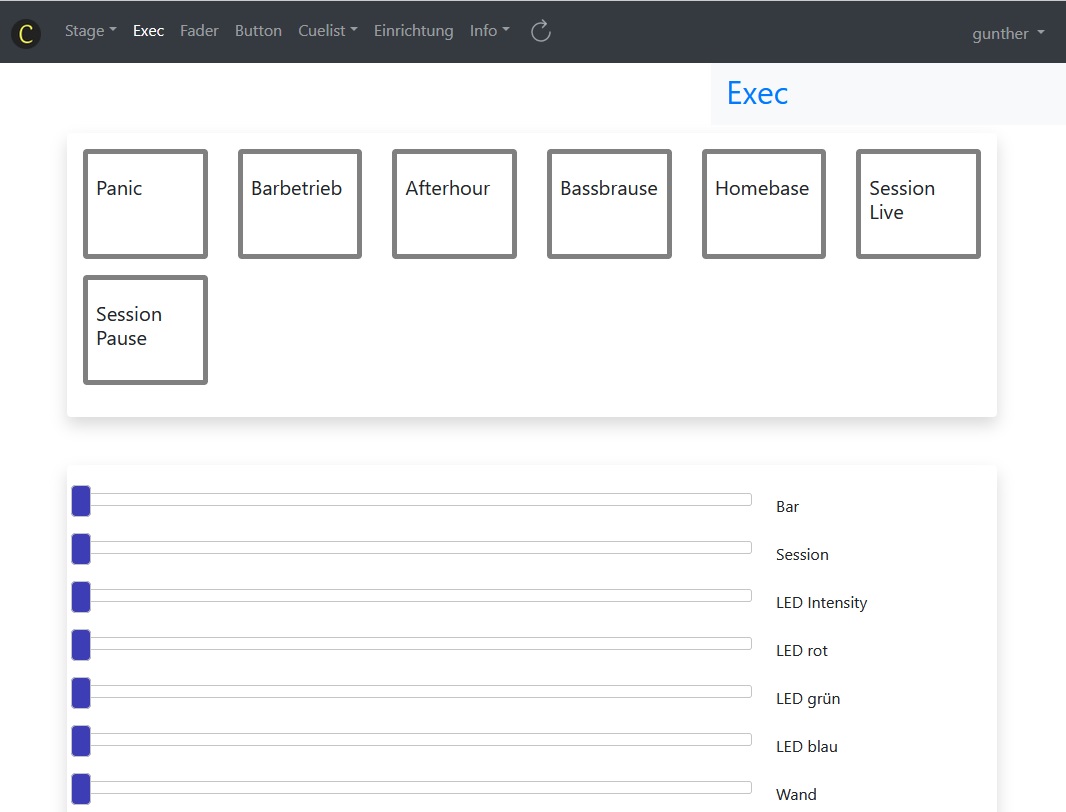 C Stage Exec Fader Button Cuelist Einrichtung Info gunther
Exec
Panic Barbetrieb Afterhour Bassbrause Homebase Session
Live
Session
Pause
Bar
Session
LED Intensity
LED rot
LED grün
LED blau
Wand